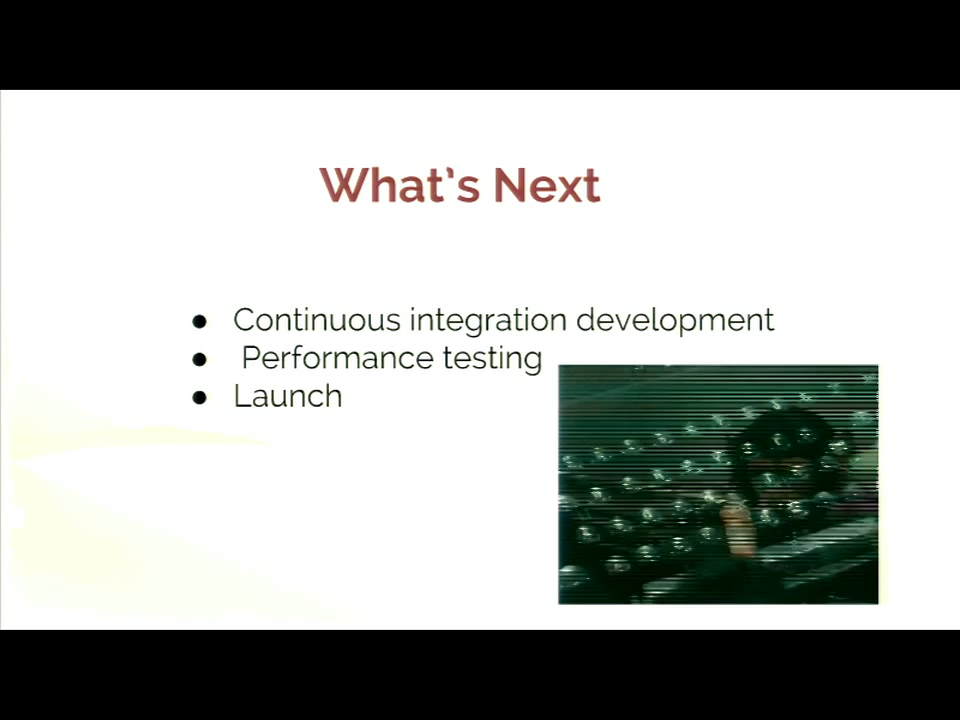 What's Next
● Continuous integration development
● Performance testing
● Launch